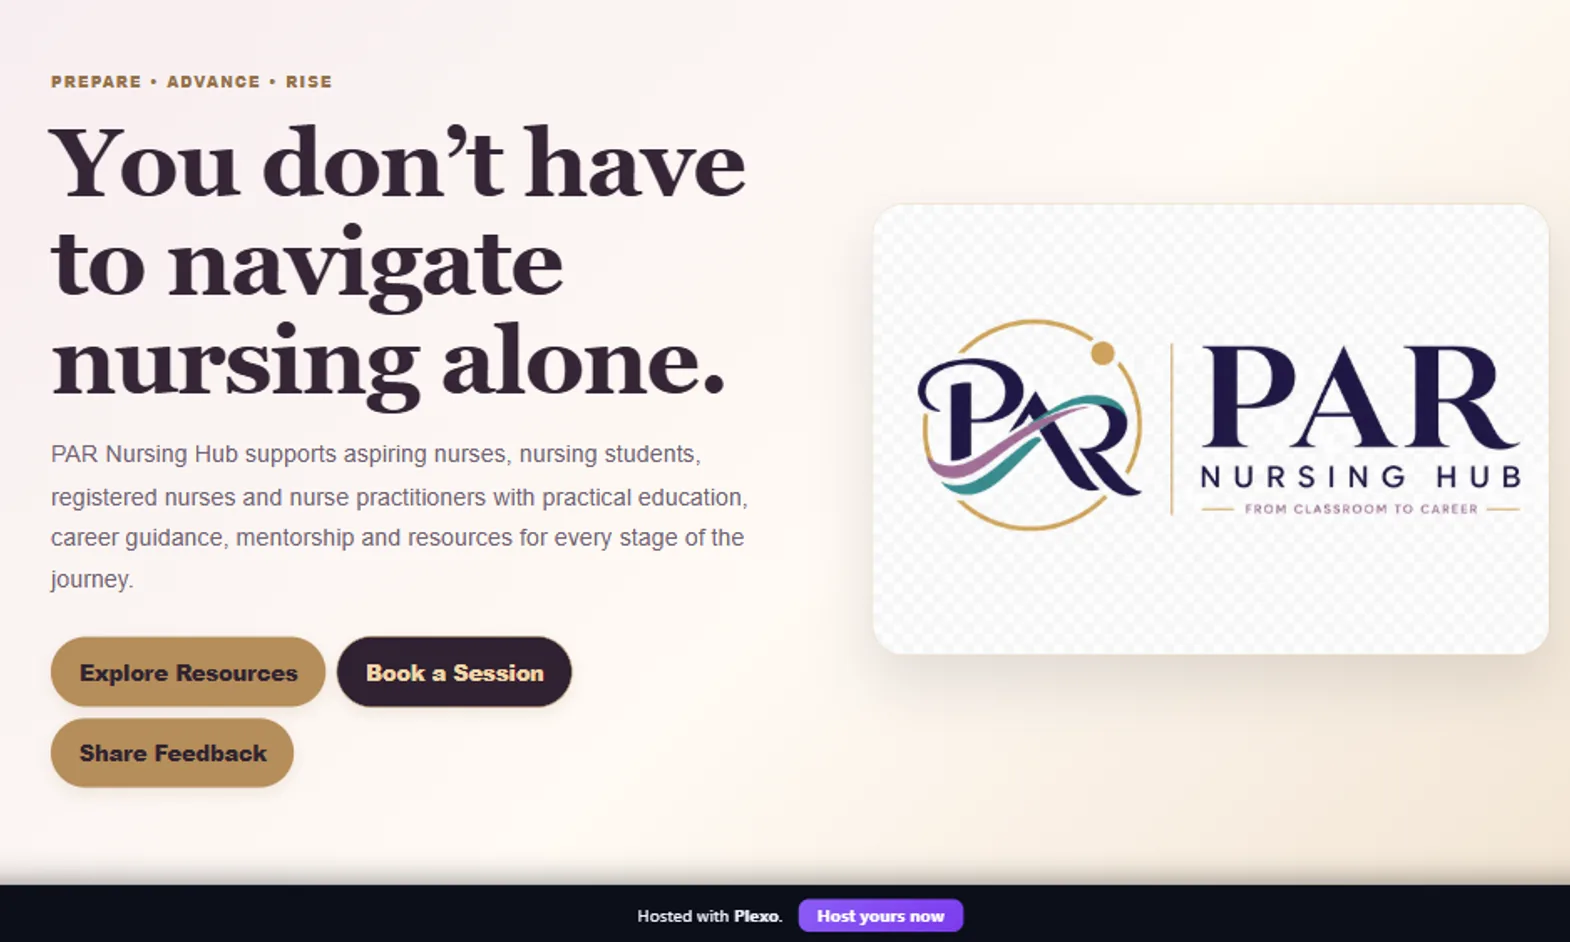 PREPARE • ADVANCE • RISE
You don’t have
to navigate
nursing alone.
PAR Nursing Hub supports aspiring nurses, nursing students,
registered nurses and nurse practitioners with practical education,
career guidance, mentorship and resources for every stage of the
journey.
Explore Resources
Book a Session
Share Feedback
PAR
PAR
NURSING HUB
FROM CLASSROOM TO CAREER
Hosted with Plexo.
Host yours now